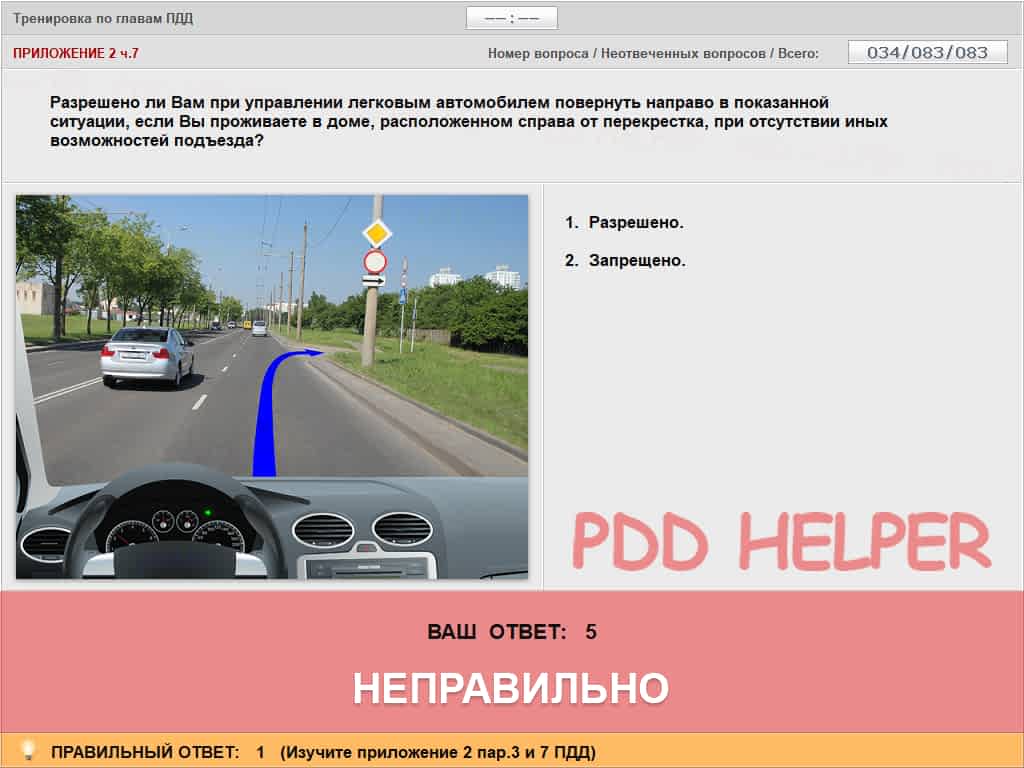 Тренировка по главам ПДД
—— : ——
ПРИЛОЖЕНИЕ 2 ч.7
Номер вопроса / Неотвеченных вопросов / Всего:
034/083/083
Разрешено ли Вам при управлении легковым автомобилем повернуть направо в показанной
ситуации, если Вы проживаете в доме, расположенном справа от перекрестка, при отсутствии иных
возможностей подъезда?
1. Разрешено.
2. Запрещено.
PDD HELPER
ВАШ ОТВЕТ: 5
НЕПРАВИЛЬНО
ПРАВИЛЬНЫЙ ОТВЕТ: 1 (Изучите приложение 2 пар.3 и 7 ПДД)